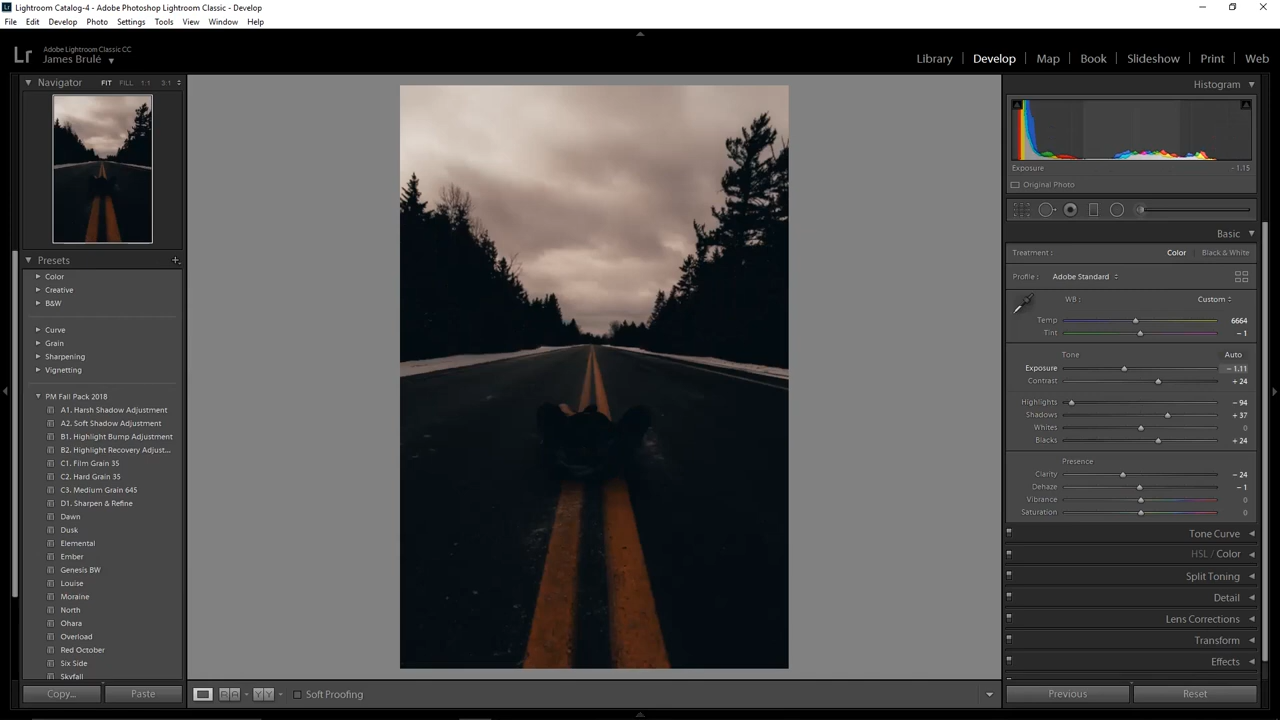 Lightroom Catalog-4 - Adobe Photoshop Lightroom Classic - Develop
File Edit Develop Photo Settings Tools View Window Help
Lr
Adobe Lightroom Classic CC
James Brulé
Library | Develop | Map | Book | Slideshow | Print | Web
Navigator FIT FILL 1:1 3:1
Presets +
Color
Creative
B&W
Curve
Grain
Sharpening
Vignetting
PM Fall Pack 2018
A1. Harsh Shadow Adjustment
A2. Soft Shadow Adjustment
B1. Highlight Bump Adjustment
B2. Highlight Recovery Adjust...
C1. Film Grain 35
C2. Hard Grain 35
C3. Medium Grain 645
D1. Sharpen & Refine
Dawn
Dusk
Elemental
Ember
Genesis BW
Louise
Moraine
North
Ohara
Overload
Red October
Six Side
Skyfall
Copy... Paste
Soft Proofing
Histogram
Exposure - 1.15
Original Photo
Basic
Treatment : Color Black & White
Profile : Adobe Standard
WB : Custom
Temp 6664
Tint - 1
Tone Auto
Exposure - 1.11
Contrast + 24
Highlights - 94
Shadows + 37
Whites 0
Blacks + 24
Presence
Clarity - 24
Dehaze - 1
Vibrance 0
Saturation 0
Tone Curve
HSL / Color
Split Toning
Detail
Lens Corrections
Transform
Effects
Previous Reset